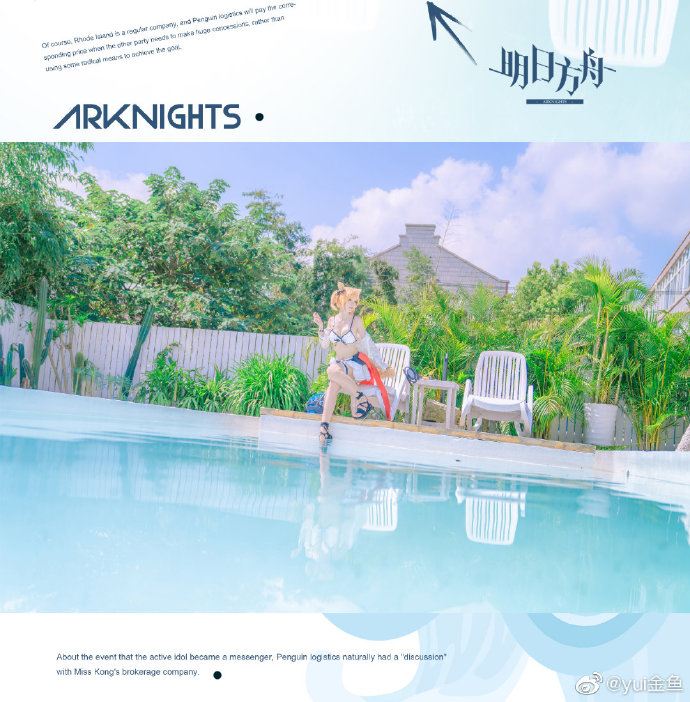 Of course, Rhode Island is a regular company, and Penguin logistics will pay the corre-
sponding price when the other party needs to make huge concessions, rather than
using some radical means to achieve the goal.
明日方舟
ARKNIGHTS
ARKNIGHTS
About the event that the active idol became a messenger, Penguin logistics naturally had a "discussion"
with Miss Kong's brokerage company.
@yui金鱼